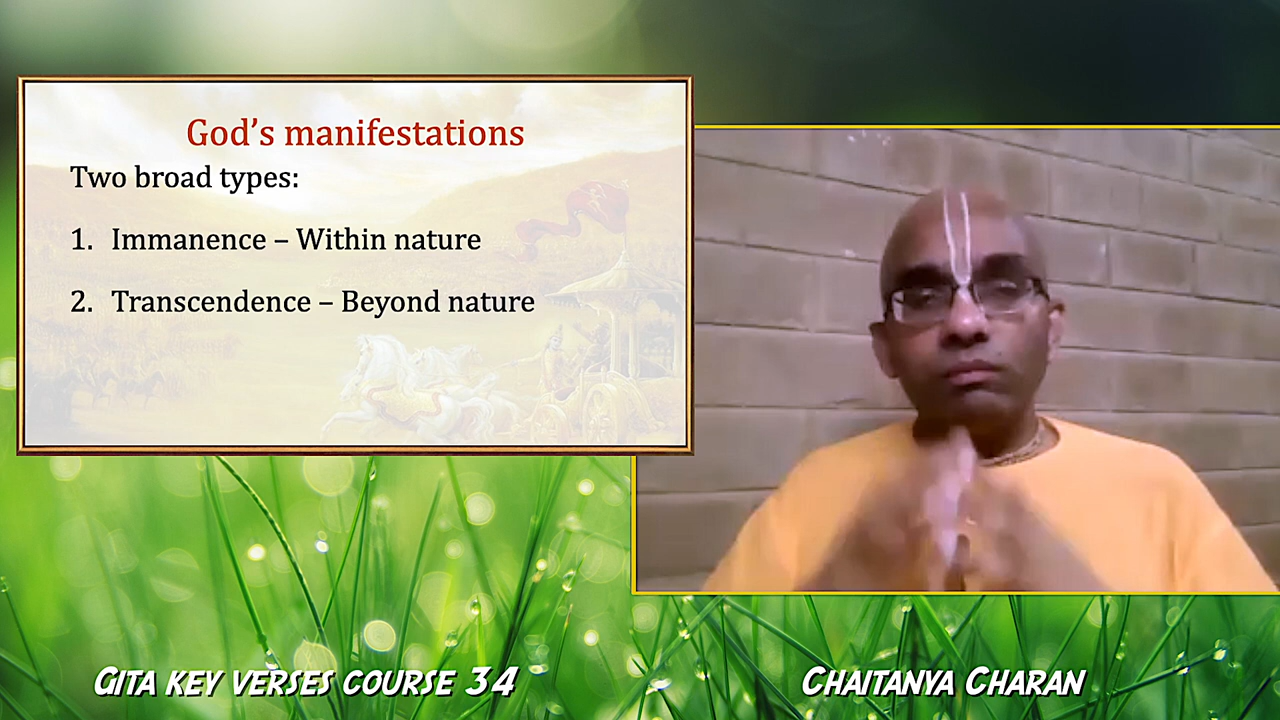 God’s manifestations
Two broad types:
1. Immanence – Within nature
2. Transcendence – Beyond nature
GITA KEY VERSES COURSE 34
CHAITANYA CHARAN